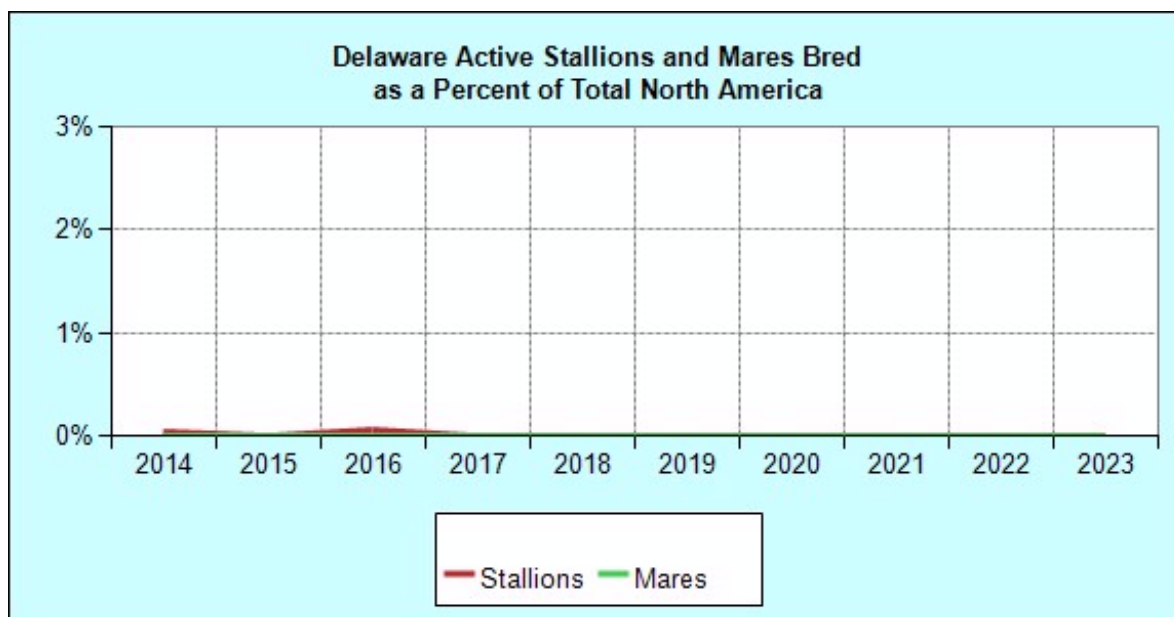 Delaware Active Stallions and Mares Bred
as a Percent of Total North America
3%
2%
1%
0%
2014 2015 2016 2017 2018 2019 2020 2021 2022 2023
Stallions Mares